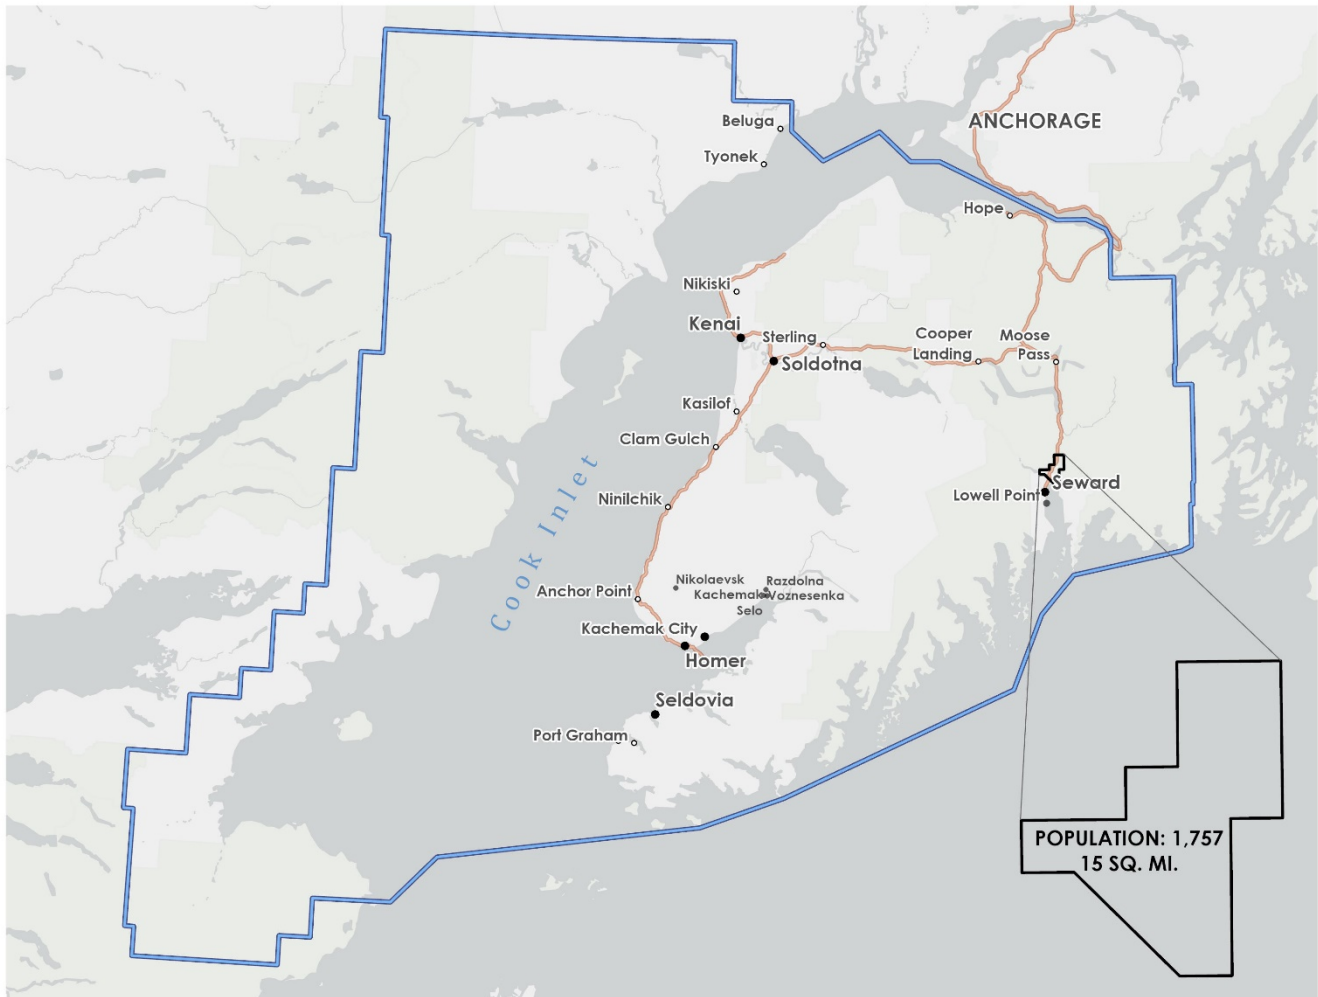 Beluga
ANCHORAGE
Tyonek
Hope
Nikiski
Kenai
Sterling
Cooper
Landing
Moose
Pass
Soldotna
Kasilof
Clam Gulch
Cook Inlet
Seward
Lowell Point
Ninilchik
Nikolaevsk
Razdolna
Kachemak
Voznesenka
Selo
Anchor Point
Kachemak City
Homer
Seldovia
Port Graham
POPULATION: 1,757
15 SQ. MI.